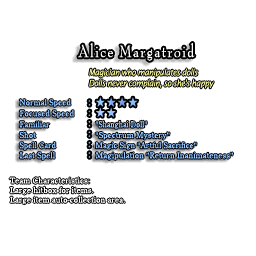 Alice Margatroid
Magician who manipulates dolls
Dolls never complain, so she's happy
Normal Speed : ★★★★
Focused Speed : ★★
Familiar : "Shanghai Doll"
Shot : "Spectrum Mystery"
Spell Card : Magic Sign "Artful Sacrifice"
Last Spell : Magipulation "Return Inanimateness"
Team Characteristics:
Large hitbox for items.
Large item auto-collection area.